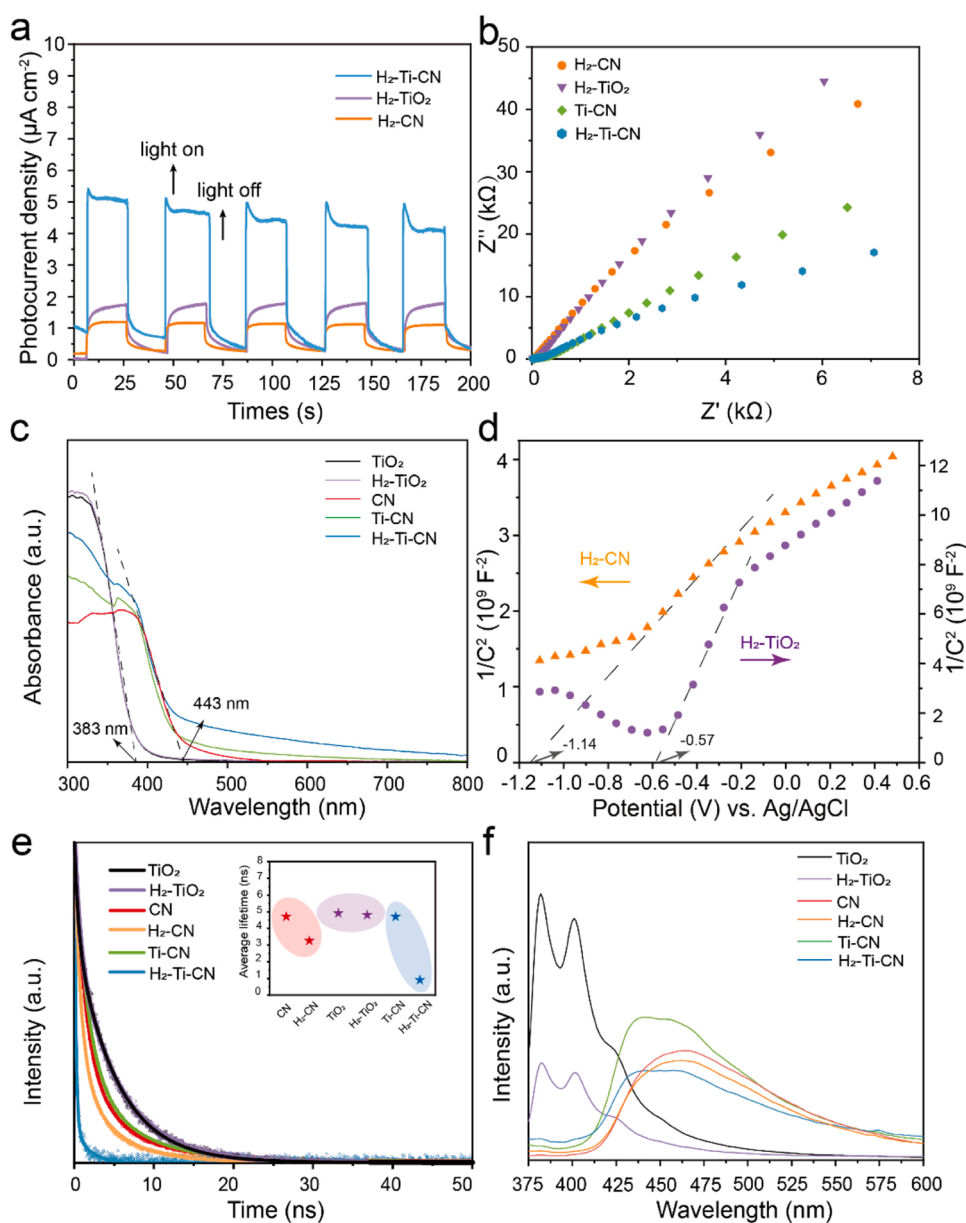 a
Photocurrent density (μA cm⁻²)
10
9
8
7
6
5
4
3
2
1
0
H₂-Ti-CN
H₂-TiO₂
H₂-CN
light on
light off
0 25 50 75 100 125 150 175 200
Times (s)
b
Z'' (kΩ)
50
40
30
20
10
0
H₂-CN
H₂-TiO₂
Ti-CN
H₂-Ti-CN
0 2 4 6 8
Z' (kΩ)
c
Absorbance (a.u.)
TiO₂
H₂-TiO₂
CN
Ti-CN
H₂-Ti-CN
383 nm
443 nm
300 400 500 600 700 800
Wavelength (nm)
d
1/C² (10⁹ F⁻²)
4
3
2
1
0
H₂-CN
H₂-TiO₂
-1.14
-0.57
12
10
8
6
4
2
0
1/C² (10⁹ F⁻²)
-1.2 -1.0 -0.8 -0.6 -0.4 -0.2 0.0 0.2 0.4 0.6
Potential (V) vs. Ag/AgCl
e
Intensity (a.u.)
TiO₂
H₂-TiO₂
CN
H₂-CN
Ti-CN
H₂-Ti-CN
Average lifetime (ns)
8
7
6
5
4
3
2
1
0
CN
H₂-CN
TiO₂
H₂-TiO₂
Ti-CN
H₂-Ti-CN
0 10 20 30 40 50
Time (ns)
f
Intensity (a.u.)
TiO₂
H₂-TiO₂
CN
H₂-CN
Ti-CN
H₂-Ti-CN
375 400 425 450 475 500 525 550 575 600
Wavelength (nm)